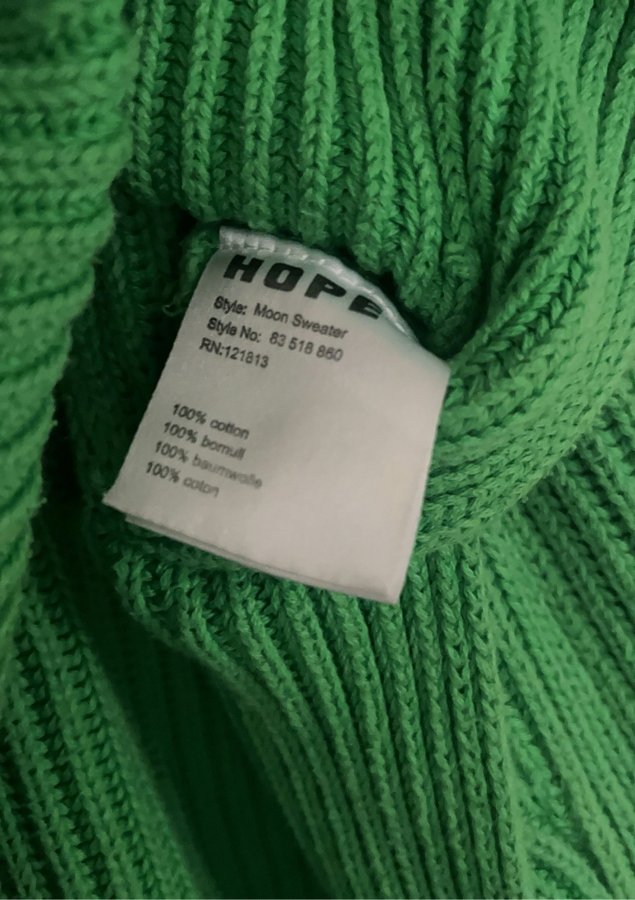 HOPE
Style: Moon Sweater
Style No: 83 518 860
RN:121813
100% cotton
100% bomull
100% baumwolle
100% coton